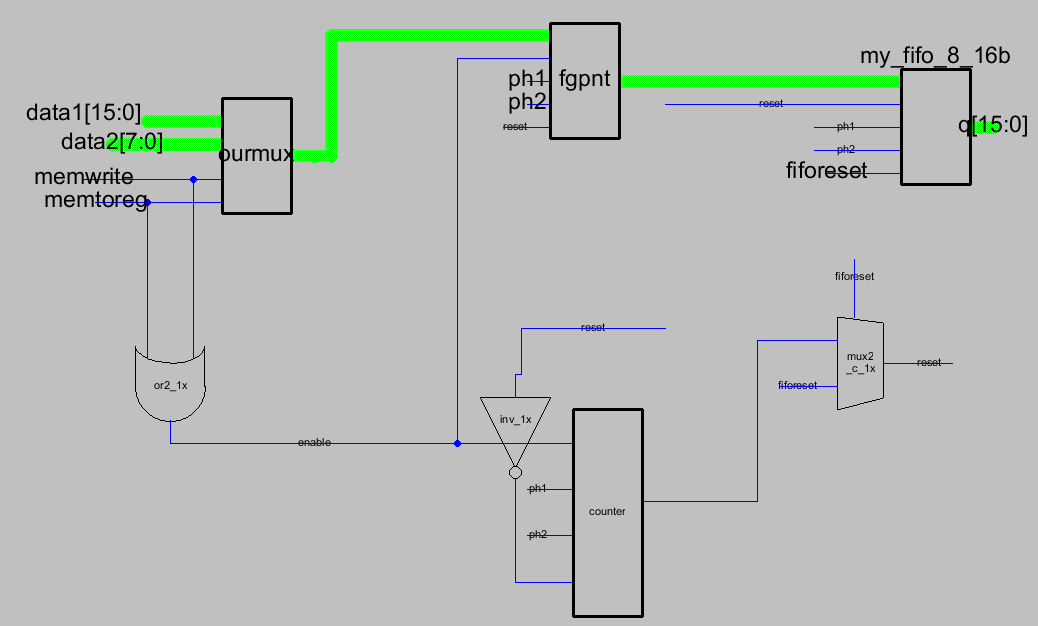 my_fifo_8_16b
ph1
fgpnt
ph2
reset
reset
data1[15:0]
data2[7:0]
ourmux
ph1
q[15:0]
ph2
fiforeset
memwrite
memtoreg
fiforeset
reset
mux2
_c_1x
reset
fiforeset
or2_1x
inv_1x
enable
ph1
counter
ph2